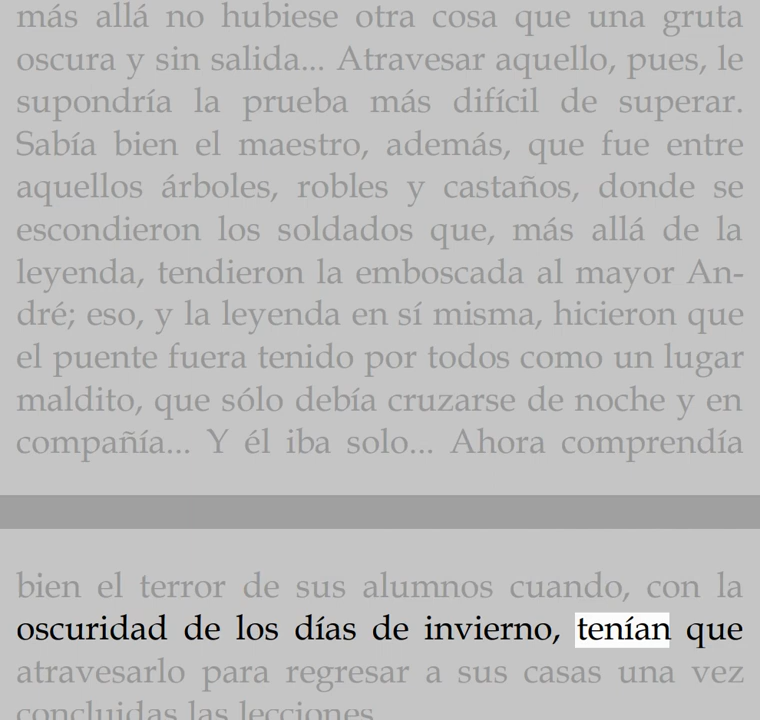 más allá no hubiese otra cosa que una gruta
oscura y sin salida... Atravesar aquello, pues, le
supondría la prueba más difícil de superar.
Sabía bien el maestro, además, que fue entre
aquellos árboles, robles y castaños, donde se
escondieron los soldados que, más allá de la
leyenda, tendieron la emboscada al mayor An-
dré; eso, y la leyenda en sí misma, hicieron que
el puente fuera tenido por todos como un lugar
maldito, que sólo debía cruzarse de noche y en
compañía... Y él iba solo... Ahora comprendía
bien el terror de sus alumnos cuando, con la
oscuridad de los días de invierno, tenían que
atravesarlo para regresar a sus casas una vez
concluidas las lecciones.